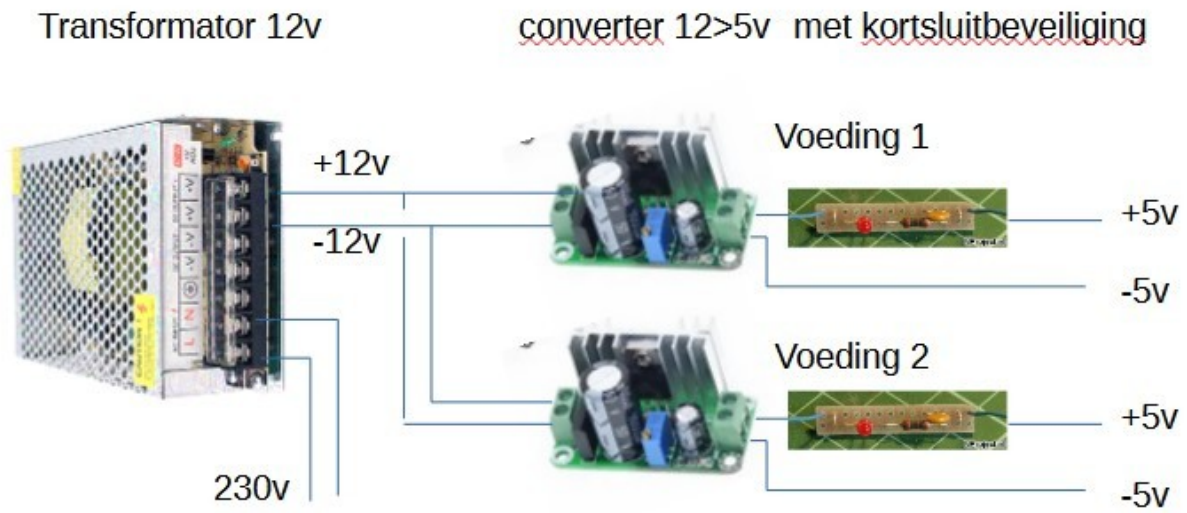 Transformator 12v
converter 12>5v met kortsluitbeveiliging
+12v
-12v
230v
Voeding 1
+5v
-5v
Voeding 2
+5v
-5v
N
L